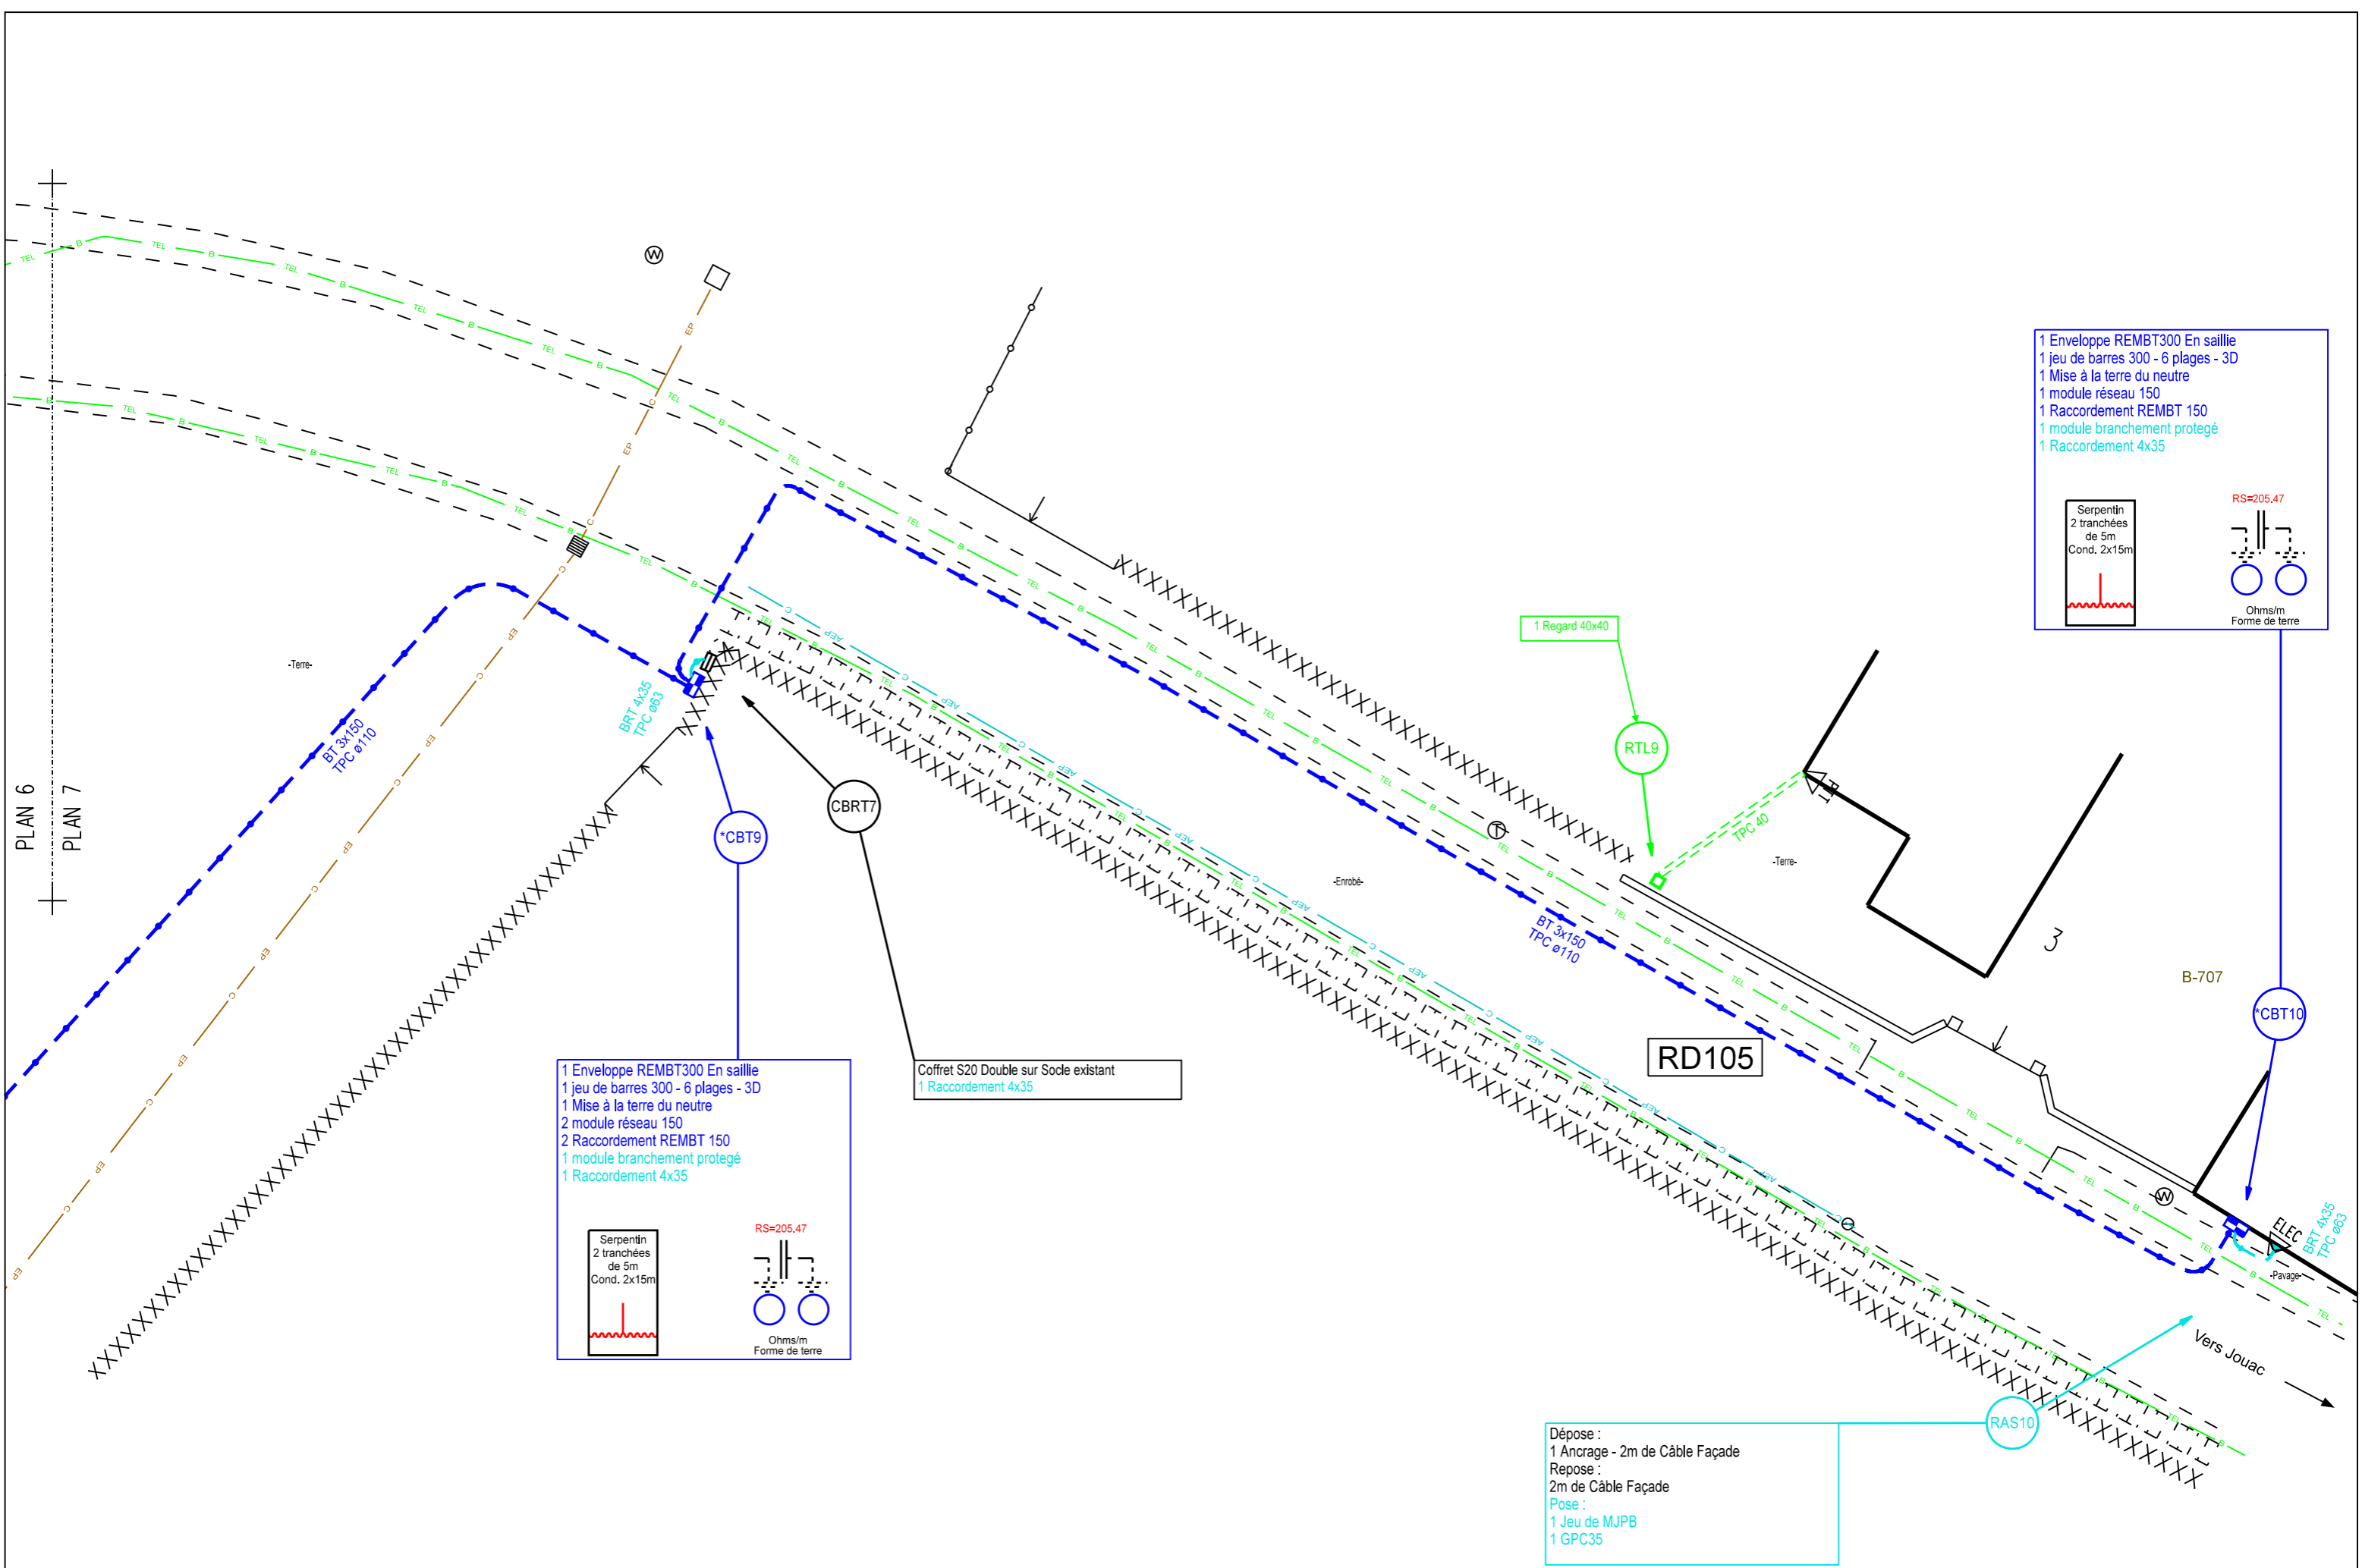 PLAN 6
PLAN 7
TEL
B
EP
C
AEP
W
-Terre-
BT 3x150
TPC ø110
BRT 4x35
TPC ø63
*CBT9
CBRT7
1 Enveloppe REMBT300 En saillie
1 jeu de barres 300 - 6 plages - 3D
1 Mise à la terre du neutre
2 module réseau 150
2 Raccordement REMBT 150
1 module branchement protegé
1 Raccordement 4x35
Serpentin
2 tranchées
de 5m
Cond. 2x15m
RS=205.47
Ohms/m
Forme de terre
Coffret S20 Double sur Socle existant
1 Raccordement 4x35
1 Regard 40x40
RTL9
TPC 40
-Terre-
T
-Enrobé-
BT 3x150
TPC ø110
RD105
3
B-707
1 Enveloppe REMBT300 En saillie
1 jeu de barres 300 - 6 plages - 3D
1 Mise à la terre du neutre
1 module réseau 150
1 Raccordement REMBT 150
1 module branchement protegé
1 Raccordement 4x35
Serpentin
2 tranchées
de 5m
Cond. 2x15m
RS=205.47
Ohms/m
Forme de terre
*CBT10
W
ELEC
BRT 4x35
TPC ø63
-Pavage-
Vers Jouac
RAS10
Dépose :
1 Ancrage - 2m de Câble Façade
Repose :
2m de Câble Façade
Pose :
1 Jeu de MJPB
1 GPC35